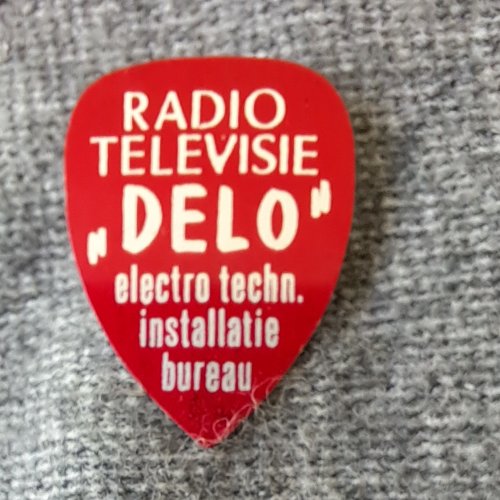 RADIO
TELEVISIE
„DELO”
electro techn.
installatie
bureau